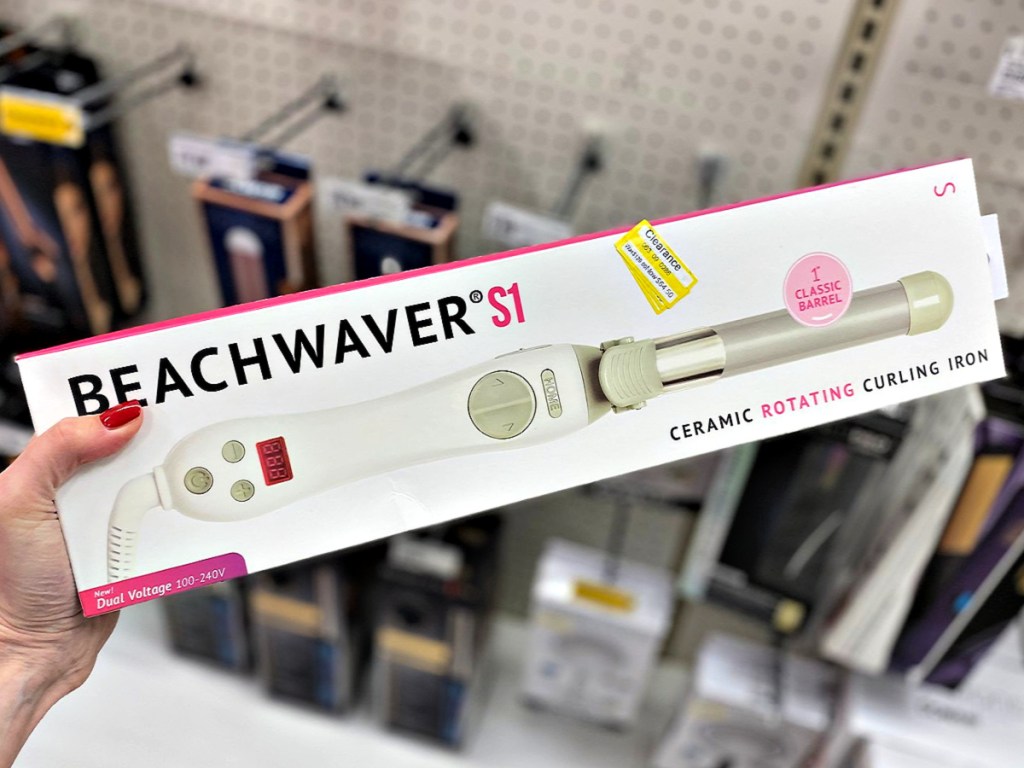 BEACHWAVER® S1
Clearance
1"
CLASSIC
BARREL
HOME
CERAMIC ROTATING CURLING IRON
New!
Dual Voltage 100-240V